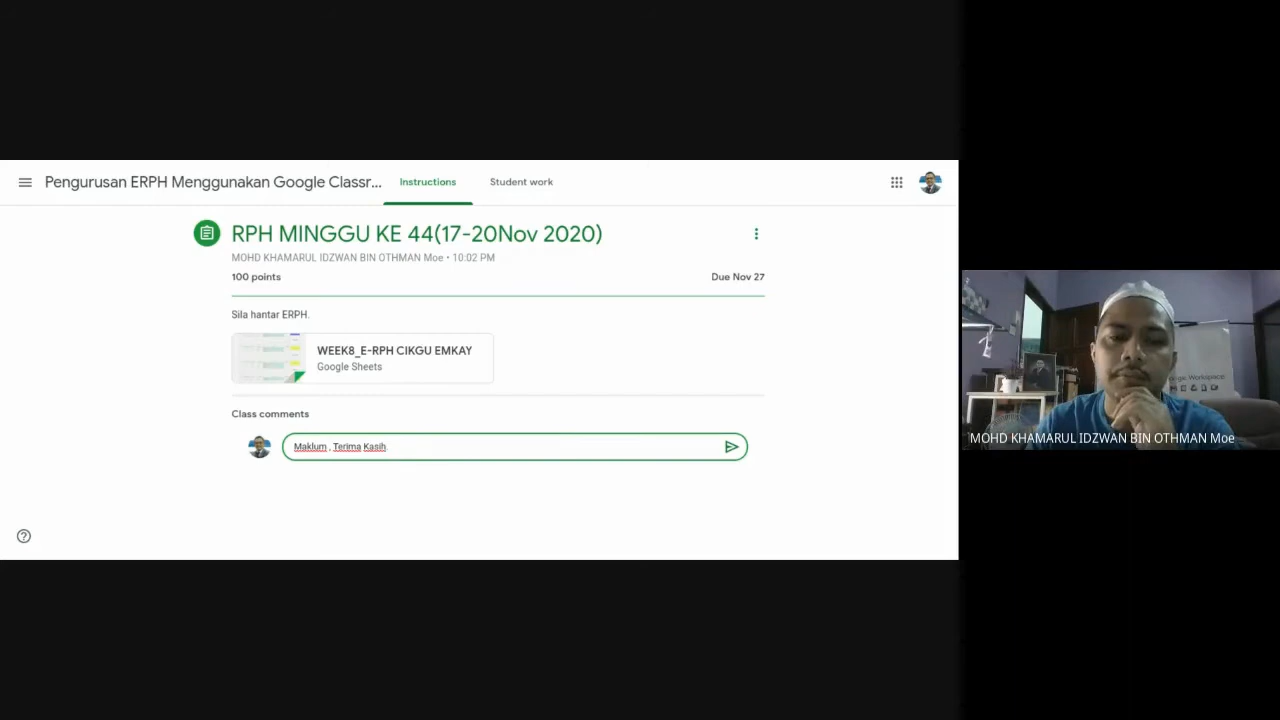 Pengurusan ERPH Menggunakan Google Classr...
Instructions
Student work
RPH MINGGU KE 44(17-20Nov 2020)
MOHD KHAMARUL IDZWAN BIN OTHMAN Moe • 10:02 PM
100 points
Due Nov 27
Sila hantar ERPH.
WEEK8_E-RPH CIKGU EMKAY
Google Sheets
Class comments
Maklum , Terima Kasih.
Workspace
MOHD KHAMARUL IDZWAN BIN OTHMAN Moe